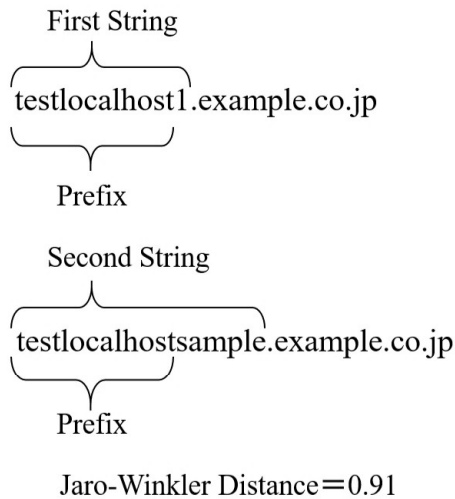 First String
testlocalhost1.example.co.jp
Prefix
Second String
testlocalhostsample.example.co.jp
Prefix
Jaro-Winkler Distance＝0.91